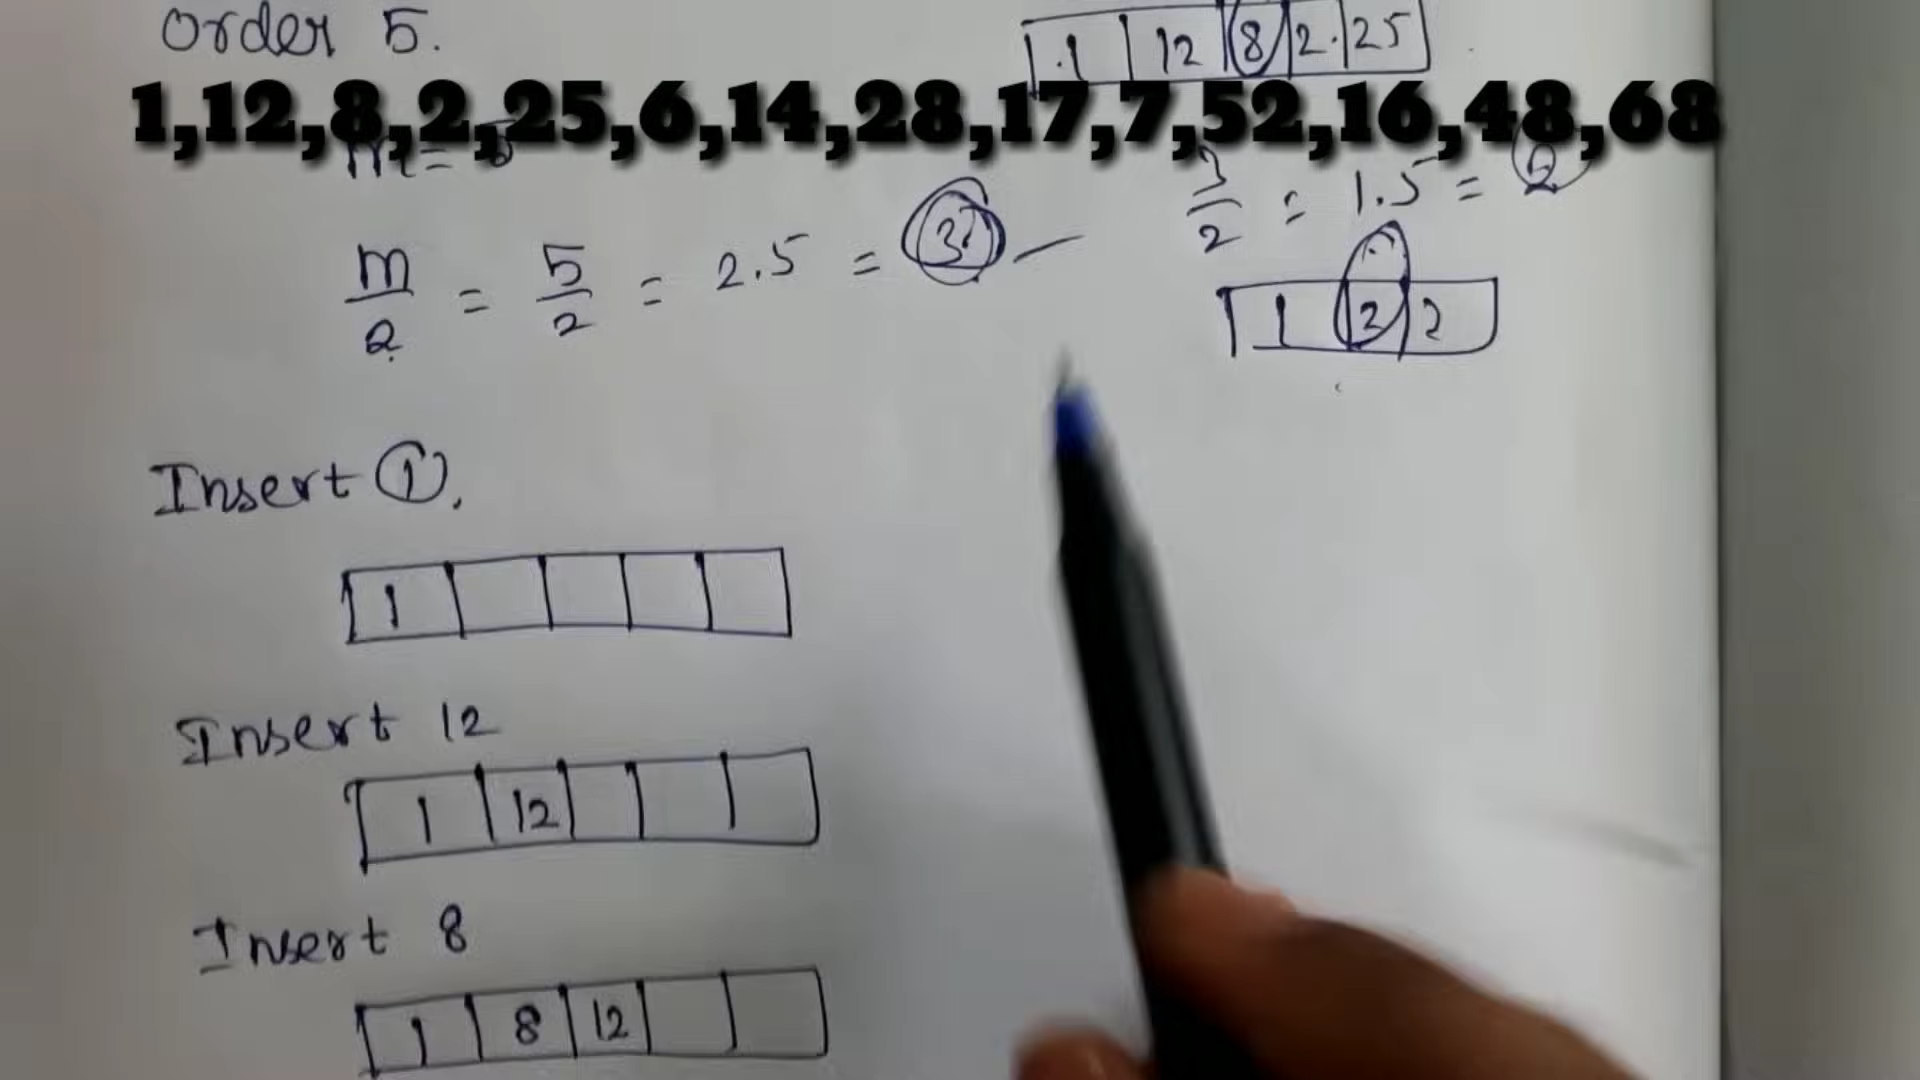 Order 5.
1 12 8 2. 25
1,12,8,2,25,6,14,28,17,7,52,16,48,68
m = 5
m/2 = 5/2 = 2.5 = 3
3/2 = 1.5 = 2
1 2 2
Insert 1.
1
Insert 12
1 12
Insert 8
1 8 12